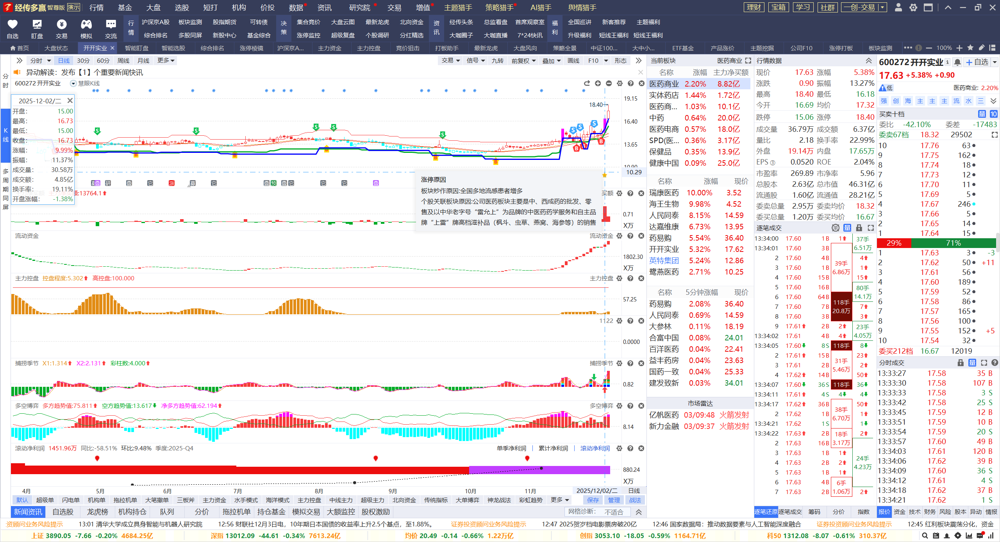 经传多赢 智尊版 演示 行情 基金 大盘 选股 短打 机构 价投 数据 资讯 研究院 交易 增值 主题猎手 策略猎手 AI猎手 舆情猎手 理财 宝箱 学习 社群 一创-交易
自选 盯盘 交易 模拟 交流
行情 沪深京A股 板块监测 股指期货 可转债 决策 集合竞价 大盘云图 最新龙虎 北向资金 资讯 经传头条 总监看盘 首席观察室 福利 全国巡讲 新客推荐 主题福利
综合排名 多股同屏 新股中心 基金综合 涨停监控 超级复盘 个股调研 分红精选 大咖圈子 大咖直播 7*24快讯 升级福利 短线王福利 短线王福利
首页 大盘状态 开开实业 智能盯盘 智能选股 综合排名 涨停棱镜 沪深京A... 主力资金 主力控盘 竞价狙击 打板助手 最新龙虎 大盘风向 策略全景 中证100... 大中小... ETF基金 产品涨价 主题挖掘 公司F10 涨停打板 板块监测 100%
分时 日线 30分 60分 周线 月线 更多 交易 信号 九转 前复权 叠加 画线 F10 形态
异动解读：发布【1】个重要新闻快讯
600272 开开实业 慧眼K线
分时
K线
多周期同屏
2025-12-02/二
开盘: 15.00
最高: 16.73
最低: 15.00
收盘: 16.73
涨幅: 9.99%
振幅: 11.37%
成交量: 30.58万
成交额: 4.85亿
换手率: 19.11%
开盘涨幅: -1.38%
18.40
19.15
16.40
13.65
10.90
10.29
涨停原因
板块炒作原因:全国多地流感患者增多
个股关联板块原因:公司医药板块主要是中、西成药的批发、零
售及以中华老字号“雷允上”为品牌的中医药药学服务和自主品
牌“上雷”牌高档滋补品（枫斗、虫草、燕窝、海参等）的销售
:13764.1
买额
0.71
X万
流动资金
流动资金
1802.30
X万
主力控盘 控盘程度:5.302 高控盘:100.000
主力控盘
57.25
1122
0.0000
捕捞季节 X1:1.314 X2:2.131 彩柱数:4.000
捕捞季节
0.82
多空博弈 多方趋势值:75.811 空方趋势值:13.617 净多方趋势值:62.194
多空博弈
8.14
滚动净利润 1451.96万 同比:-58.51% 环比:9.48% 季度:2025-Q4
单季净利润 累计净利润 滚动净利润
880.24
X万
4月 5月 6月 7月 8月 9月 10月 11月 2025/12/02/二 日线
默认 超级单 闪电单 机构单 拖拉机单 大笔撤单 三板斧 主力资金 水手模式 海洋模式 主力控盘 中线主力 超级主力 北向资金 传统指标 大单博弈 神龙战法 彩虹趋势 更多 保存 管理 战法
新闻资讯 自选股 龙虎榜 机构持仓 队列 分价 拖拉机单 持仓基金 模拟交易 大额监控 股权激励 网格诊断： 不适合
当前板块 医药商业
名称 涨幅 主力净买额
医药商业 2.20% 8.82亿
实体药店 1.44% 1.72亿
医药商... 1.03% 10.1亿
中药 0.64% 20.0亿
医药电商 0.57% 18.0亿
SPD(医... 0.36% 3.17亿
保健品 0.35% 13.9亿
健康中国 0.09% 25.0亿
名称 涨幅 现价
瑞康医药 10.00% 3.52
海王生物 9.98% 4.52
人民同泰 8.15% 14.59
达嘉维康 6.73% 13.95
药易购 5.54% 36.40
开开实业 5.32% 17.62
英特集团 5.24% 12.86
鹭燕医药 2.71% 10.25
名称 5分钟涨幅 现价
药易购 2.08% 36.40
人民同泰 0.69% 14.59
大参林 0.11% 18.19
合富中国 0.08% 24.01
百洋医药 0.04% 22.41
益丰药房 0.04% 23.63
国药一致 0.04% 25.33
建发致新 0.03% 34.01
市场雷达
亿帆医药 03/09:48 火箭发射
新力金融 03/09:37 火箭发射
行情数据
现价 17.63 涨幅 5.38%
涨跌 0.90 振幅 13.27%
最高 18.40 最低 16.18
今开 16.69 均价 17.32
跌停 15.06 涨停 18.40
成交量 36.79万 成交额 6.37亿
量比 2.18 换手率 22.99%
外盘 19.14万 内盘 17.65万
EPS③ 0.0520 ROE 2.04%
市盈率 269.89 市净率 5.96
总股本 2.63亿 总市值 46.31亿
流通股 1.60亿 流通值 28.21亿
委卖总量 2.95万 委卖均价 18.32
委买总量 1.20万 委买均价 16.67
逐笔成交 单 量
13:34:00 17.60 1 B 1
13:34:01 17.60 3 B
2 17.60 4 B 4
3 17.60 1 B 1
4 17.60 15 B 15
5 17.60 16 B
6 17.60 64 B
7 17.60 7 B 7
8 17.60 3 B 3
9 17.61 2 B 2
13:34:02 17.61 4 B 4
13:34:05 17.60 8 S 118手 8
2 17.61 15 B 23
3 17.61 2 B 2
4 17.62 14 B 50
13:34:07 17.60 36 S 118手 36
13:34:11 17.61 4 S 4 4
13:34:17 17.62 36 B 50
2 17.62 1 B 1
13:34:21 17.62 1 S 1
13:34:22 17.63 2 B 2
2 17.63 16 B
3 17.63 1 B 1
4 17.63 2 B 2
5 17.63 1 B 1
6 17.63 4 B
7 17.63 2 B 2
39手
6.86万
118手
20.8万
31手
5.46万
38手
6.70万
18手
3.17万
6手
1.06万
37手
6.51万
80手
14.1万
23手
4.05万
24手
4.23万
逐笔还原 逐笔成交 筹码 分价 指数
600272 开开实业 自选
17.63 +5.38% +0.90
低 医药商业: 2.20%
强 创 海 主 主 主 流 水 三
买卖十档 量 10
委比 -42.10% 委差 -17483
委卖67档 18.32 29502
10 17.76 63
9 17.75 162
8 17.74 18
7 17.73 12
6 17.70 11
5 17.69 5
4 17.67 246
3 17.66 5
2 17.65 14
1 17.64 15
29% 71%
1 17.63 3 -3
2 17.62 50 +11
3 17.61 56
4 17.60 189
5 17.59 52
6 17.58 86
7 17.57 165
8 17.56 100
9 17.55 152 +5
10 17.54 32
委买212档 16.67 12019
分时成交 量
13:33:27 17.58 35 B
13:33:30 17.58 107 B
13:33:33 17.58 3 S
13:33:42 17.58 25 S
13:33:45 17.59 12 B
13:33:51 17.59 10 B
13:33:54 17.59 20 S
13:33:57 17.60 49 B
13:34:03 17.61 120 B
13:34:06 17.62 39 B
13:34:09 17.60 36 S
13:34:12 17.61 4 S
13:34:18 17.62 37 B
13:34:21 17.62 1 S
报价 资金 技术 财务 风险 股本 异动 情报
资顾问业务风险提示 13:01 清华大学成立具身智能与机器人研究院 12:56 财联社12月3日电，10年期日本国债的收益率上升2.5个基点，至1.88%。 证券投资顾问业务风险提示 12:47 2025贺岁档电影票房破20亿 12:46 国家数据局：推动数据要素与人工智能深度融合 证券投资顾问业务风险提示 12:45 红利板块震荡分化，资金
上证 3890.05 -7.66 -0.20% 4684.25亿 深指 13012.09 -44.61 -0.34% 7613.24亿 均价 20.49 -0.14 -0.66% 1.22万亿 创指 3053.10 -18.05 -0.59% 1164.71亿 科50 1312.08 -8.07 -0.61% 310.37亿